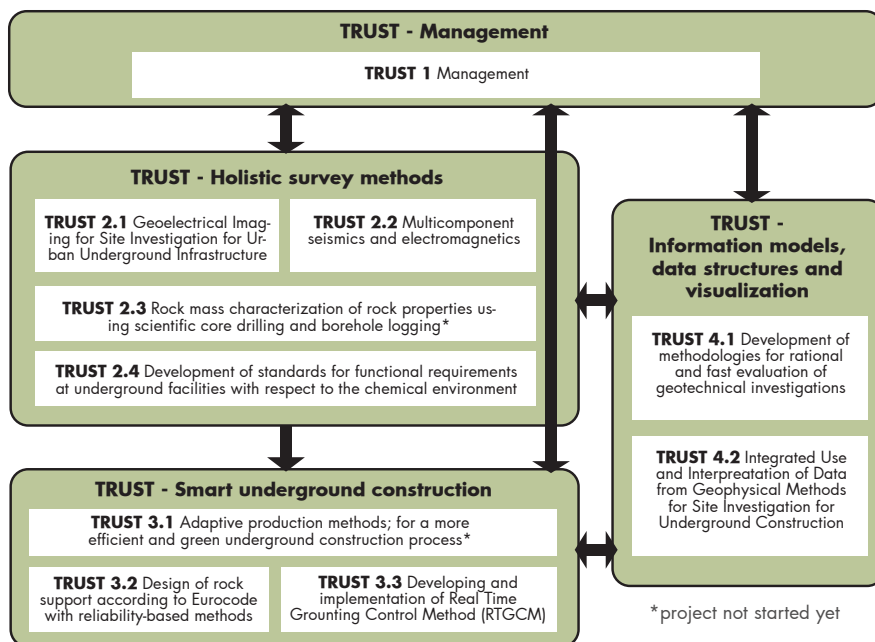 TRUST - Management
TRUST 1 Management
TRUST - Holistic survey methods
TRUST 2.1 Geoelectrical Imag-
ing for Site Investigation for Ur-
ban Underground Infrastructure
TRUST 2.2 Multicomponent
seismics and electromagnetics
TRUST 2.3 Rock mass characterization of rock properties us-
ing scientific core drilling and borehole logging*
TRUST 2.4 Development of standards for functional requirements
at underground facilities with respect to the chemical environment
TRUST -
Information models,
data structures and
visualization
TRUST 4.1 Development of
methodologies for rational
and fast evaluation of
geotechnical investigations
TRUST 4.2 Integrated Use
and Interpreatation of Data
from Geophysical Methods
for Site Investigation for
Underground Construction
TRUST - Smart underground construction
TRUST 3.1 Adaptive production methods; for a more
efficient and green underground construction process*
TRUST 3.2 Design of rock
support according to Eurocode
with reliability-based methods
TRUST 3.3 Developing and
implementation of Real Time
Grounting Control Method (RTGCM)
*project not started yet